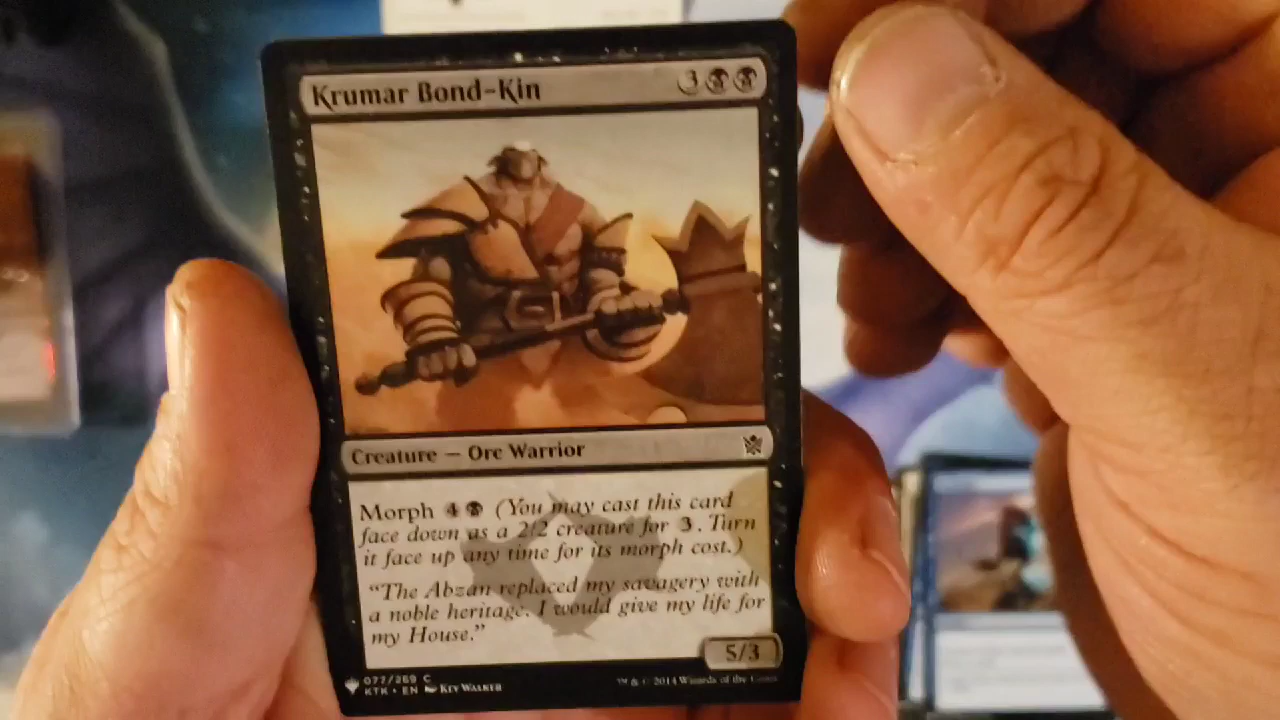 Krumar Bond-Kin 3
Creature — Orc Warrior
Morph 4 (You may cast this card
face down as a 2/2 creature for 3. Turn
it face up any time for its morph cost.)
"The Abzan replaced my savagery with
a noble heritage. I would give my life for
my House."
5/3
077/269 C
KTK • EN Kev Walker
™ & © 2014 Wizards of the Coast